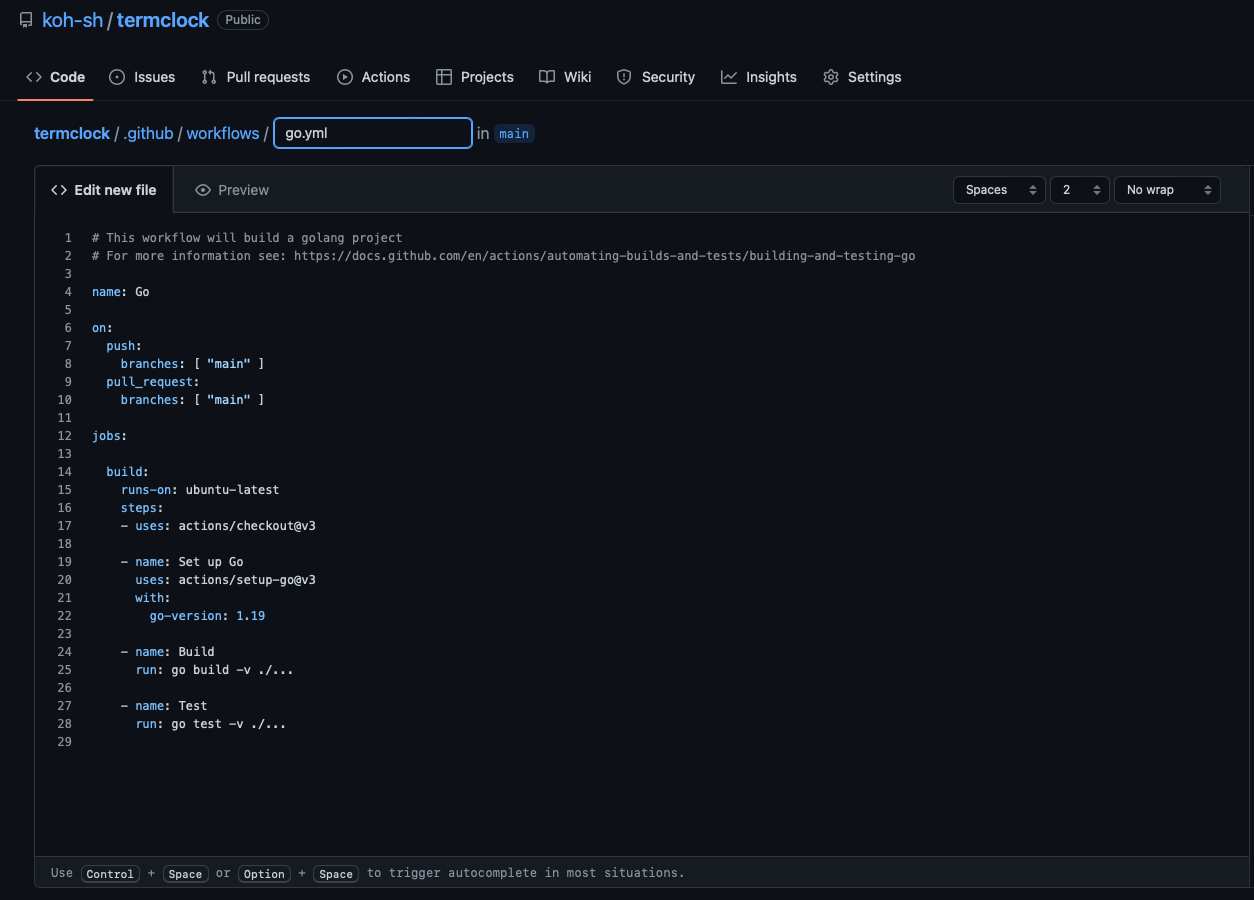 koh-sh / termclock Public
Code Issues Pull requests Actions Projects Wiki Security Insights Settings
termclock / .github / workflows / go.yml in main
Edit new file Preview Spaces 2 No wrap
1 # This workflow will build a golang project
2 # For more information see: https://docs.github.com/en/actions/automating-builds-and-tests/building-and-testing-go
3
4 name: Go
5
6 on:
7   push:
8     branches: [ "main" ]
9   pull_request:
10     branches: [ "main" ]
11
12 jobs:
13
14   build:
15     runs-on: ubuntu-latest
16     steps:
17     - uses: actions/checkout@v3
18
19     - name: Set up Go
20       uses: actions/setup-go@v3
21       with:
22         go-version: 1.19
23
24     - name: Build
25       run: go build -v ./...
26
27     - name: Test
28       run: go test -v ./...
29
Use Control + Space or Option + Space to trigger autocomplete in most situations.